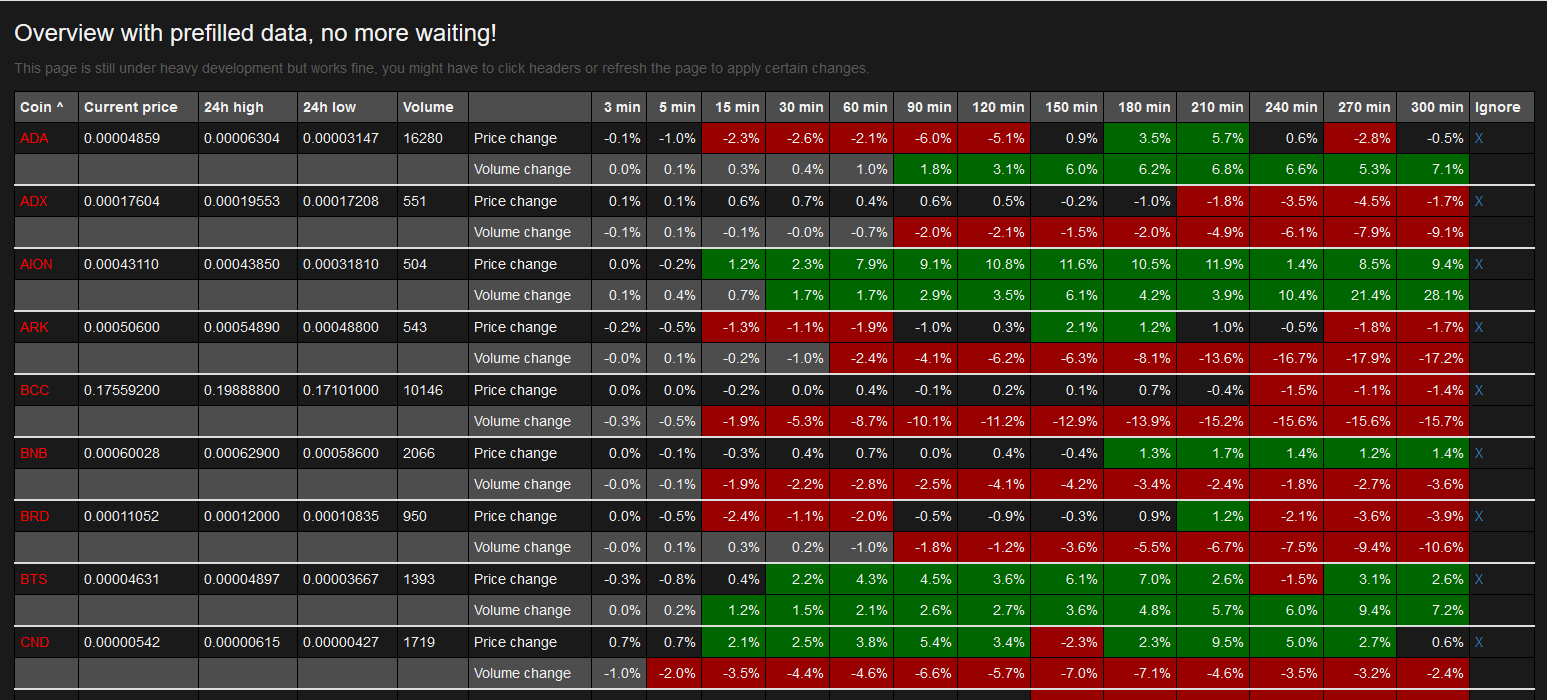 Overview with prefilled data, no more waiting!
This page is still under heavy development but works fine, you might have to click headers or refresh the page to apply certain changes.
Coin ^ Current price 24h high 24h low Volume 3 min 5 min 15 min 30 min 60 min 90 min 120 min 150 min 180 min 210 min 240 min 270 min 300 min Ignore
ADA 0.00004859 0.00006304 0.00003147 16280 Price change -0.1% -1.0% -2.3% -2.6% -2.1% -6.0% -5.1% 0.9% 3.5% 5.7% 0.6% -2.8% -0.5% X
Volume change 0.0% 0.1% 0.3% 0.4% 1.0% 1.8% 3.1% 6.0% 6.2% 6.8% 6.6% 5.3% 7.1%
ADX 0.00017604 0.00019553 0.00017208 551 Price change 0.1% 0.1% 0.6% 0.7% 0.4% 0.6% 0.5% -0.2% -1.0% -1.8% -3.5% -4.5% -1.7% X
Volume change -0.1% 0.1% -0.1% -0.0% -0.7% -2.0% -2.1% -1.5% -2.0% -4.9% -6.1% -7.9% -9.1%
AION 0.00043110 0.00043850 0.00031810 504 Price change 0.0% -0.2% 1.2% 2.3% 7.9% 9.1% 10.8% 11.6% 10.5% 11.9% 1.4% 8.5% 9.4% X
Volume change 0.1% 0.4% 0.7% 1.7% 1.7% 2.9% 3.5% 6.1% 4.2% 3.9% 10.4% 21.4% 28.1%
ARK 0.00050600 0.00054890 0.00048800 543 Price change -0.2% -0.5% -1.3% -1.1% -1.9% -1.0% 0.3% 2.1% 1.2% 1.0% -0.5% -1.8% -1.7% X
Volume change -0.0% 0.1% -0.2% -1.0% -2.4% -4.1% -6.2% -6.3% -8.1% -13.6% -16.7% -17.9% -17.2%
BCC 0.17559200 0.19888800 0.17101000 10146 Price change 0.0% 0.0% -0.2% 0.0% 0.4% -0.1% 0.2% 0.1% 0.7% -0.4% -1.5% -1.1% -1.4% X
Volume change -0.3% -0.5% -1.9% -5.3% -8.7% -10.1% -11.2% -12.9% -13.9% -15.2% -15.6% -15.6% -15.7%
BNB 0.00060028 0.00062900 0.00058600 2066 Price change 0.0% -0.1% -0.3% 0.4% 0.7% 0.0% 0.4% -0.4% 1.3% 1.7% 1.4% 1.2% 1.4% X
Volume change -0.0% -0.1% -1.9% -2.2% -2.8% -2.5% -4.1% -4.2% -3.4% -2.4% -1.8% -2.7% -3.6%
BRD 0.00011052 0.00012000 0.00010835 950 Price change 0.0% -0.5% -2.4% -1.1% -2.0% -0.5% -0.9% -0.3% 0.9% 1.2% -2.1% -3.6% -3.9% X
Volume change -0.0% 0.1% 0.3% 0.2% -1.0% -1.8% -1.2% -3.6% -5.5% -6.7% -7.5% -9.4% -10.6%
BTS 0.00004631 0.00004897 0.00003667 1393 Price change -0.3% -0.8% 0.4% 2.2% 4.3% 4.5% 3.6% 6.1% 7.0% 2.6% -1.5% 3.1% 2.6% X
Volume change 0.0% 0.2% 1.2% 1.5% 2.1% 2.6% 2.7% 3.6% 4.8% 5.7% 6.0% 9.4% 7.2%
CND 0.00000542 0.00000615 0.00000427 1719 Price change 0.7% 0.7% 2.1% 2.5% 3.8% 5.4% 3.4% -2.3% 2.3% 9.5% 5.0% 2.7% 0.6% X
Volume change -1.0% -2.0% -3.5% -4.4% -4.6% -6.6% -5.7% -7.0% -7.1% -4.6% -3.5% -3.2% -2.4%